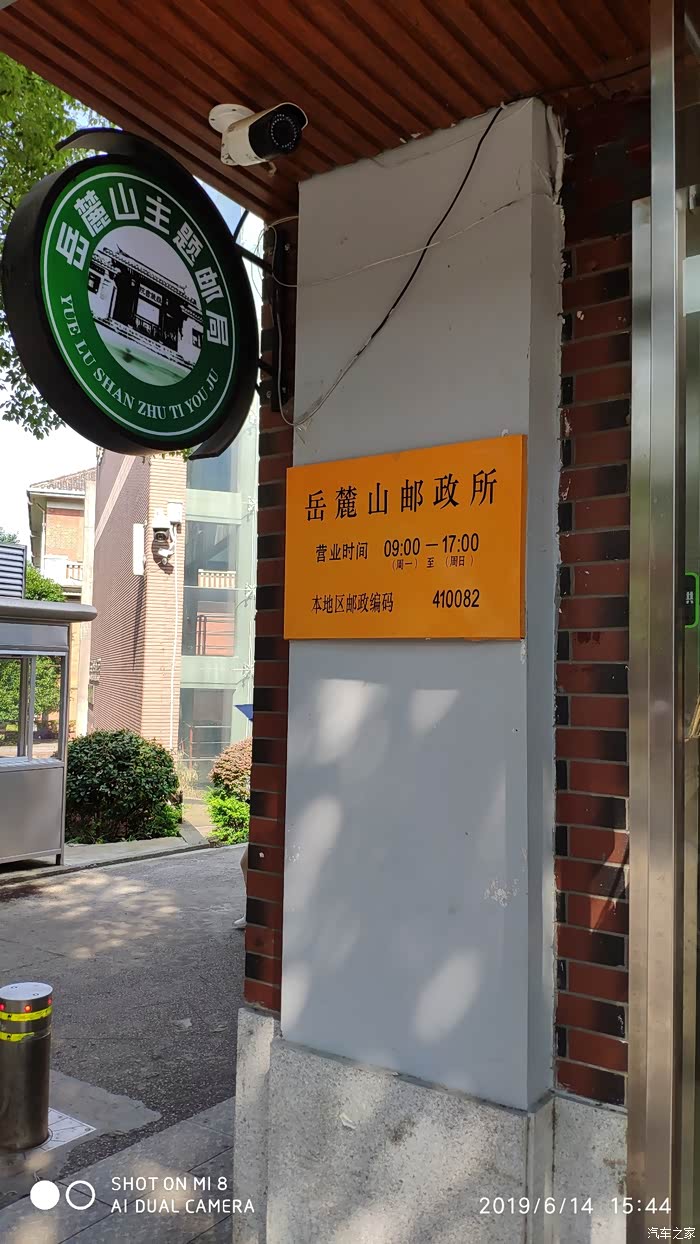 岳麓山主题邮局
YUE LU SHAN ZHU TI YOU JU
岳麓山邮政所
营业时间 09:00－17:00
（周一） 至 （周日）
本地区邮政编码 410082
SHOT ON MI 8
AI DUAL CAMERA
2019/6/14 15:44
汽车之家